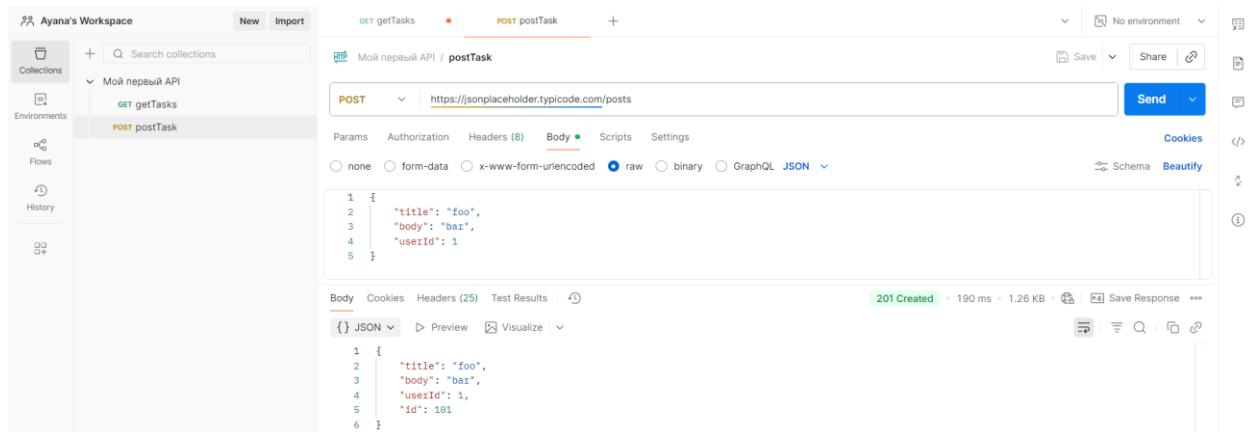 Ayana's Workspace New Import GET getTasks POST postTask No environment
Collections Search collections Мой первый API / postTask Save Share
Мой первый API
GET getTasks POST https://jsonplaceholder.typicode.com/posts Send
Environments
POST postTask
Params Authorization Headers (8) Body Scripts Settings Cookies
Flows
none form-data x-www-form-urlencoded raw binary GraphQL JSON Schema Beautify
History
1 {
2 "title": "foo",
3 "body": "bar",
4 "userId": 1
5 }
Body Cookies Headers (25) Test Results 201 Created 190 ms 1.26 KB Save Response
{} JSON Preview Visualize
1 {
2 "title": "foo",
3 "body": "bar",
4 "userId": 1,
5 "id": 101
6 }